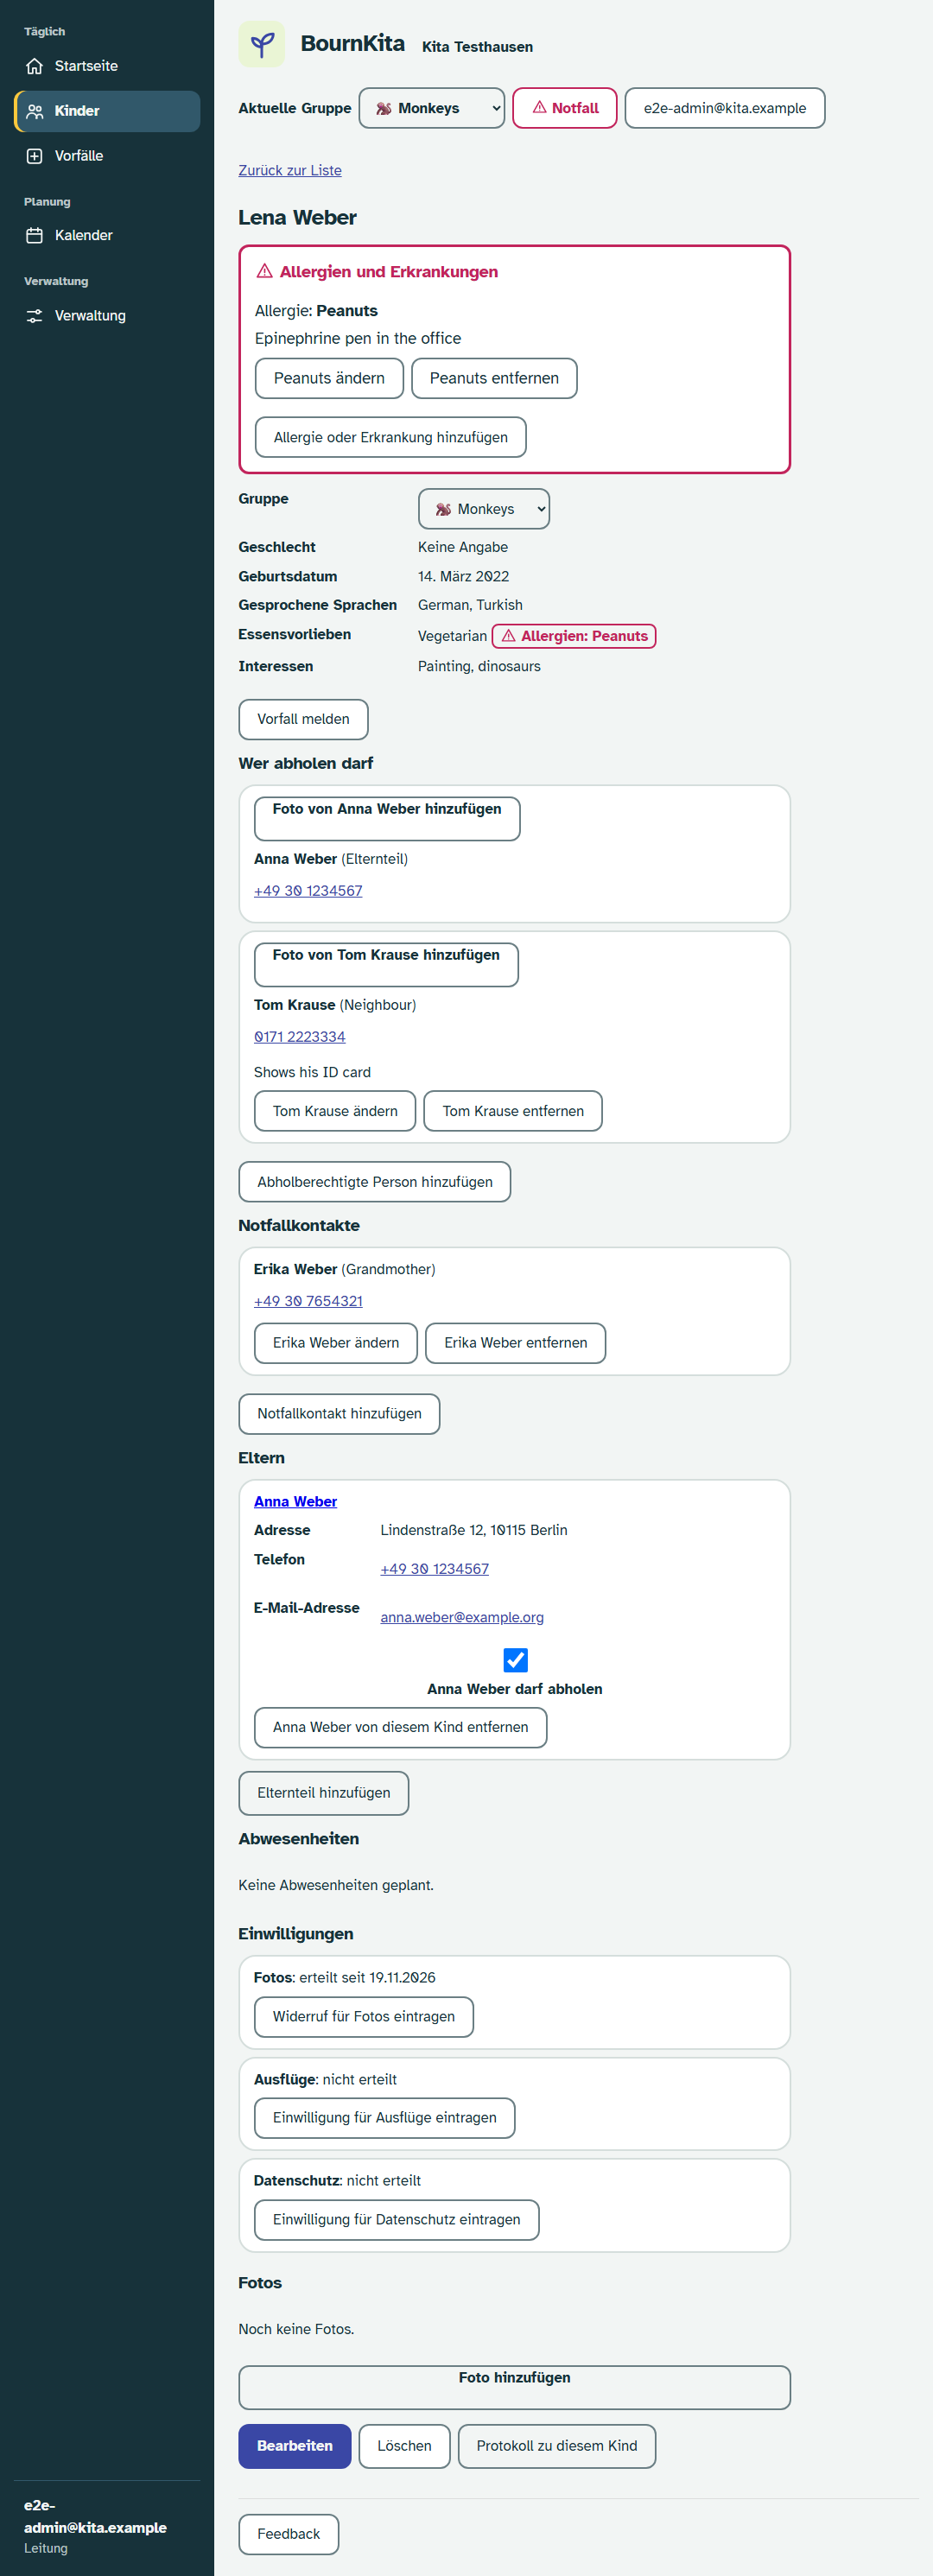 Täglich
Startseite
Kinder
Vorfälle
Planung
Kalender
Verwaltung
Verwaltung
e2e-
admin@kita.example
Leitung
BournKita Kita Testhausen
Aktuelle Gruppe Monkeys Notfall e2e-admin@kita.example
Zurück zur Liste
Lena Weber
Allergien und Erkrankungen
Allergie: Peanuts
Epinephrine pen in the office
Peanuts ändern Peanuts entfernen
Allergie oder Erkrankung hinzufügen
Gruppe Monkeys
Geschlecht Keine Angabe
Geburtsdatum 14. März 2022
Gesprochene Sprachen German, Turkish
Essensvorlieben Vegetarian Allergien: Peanuts
Interessen Painting, dinosaurs
Vorfall melden
Wer abholen darf
Foto von Anna Weber hinzufügen
Anna Weber (Elternteil)
+49 30 1234567
Foto von Tom Krause hinzufügen
Tom Krause (Neighbour)
0171 2223334
Shows his ID card
Tom Krause ändern Tom Krause entfernen
Abholberechtigte Person hinzufügen
Notfallkontakte
Erika Weber (Grandmother)
+49 30 7654321
Erika Weber ändern Erika Weber entfernen
Notfallkontakt hinzufügen
Eltern
Anna Weber
Adresse Lindenstraße 12, 10115 Berlin
Telefon +49 30 1234567
E-Mail-Adresse anna.weber@example.org
Anna Weber darf abholen
Anna Weber von diesem Kind entfernen
Elternteil hinzufügen
Abwesenheiten
Keine Abwesenheiten geplant.
Einwilligungen
Fotos: erteilt seit 19.11.2026
Widerruf für Fotos eintragen
Ausflüge: nicht erteilt
Einwilligung für Ausflüge eintragen
Datenschutz: nicht erteilt
Einwilligung für Datenschutz eintragen
Fotos
Noch keine Fotos.
Foto hinzufügen
Bearbeiten Löschen Protokoll zu diesem Kind
Feedback